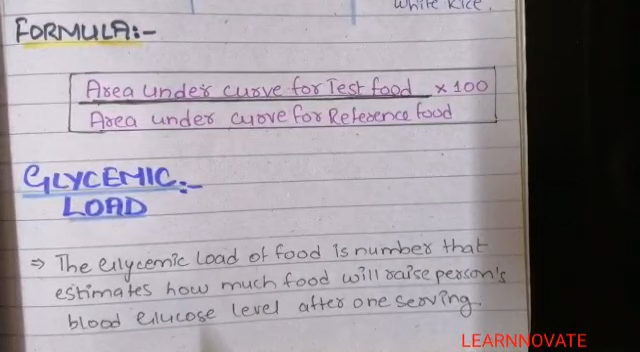 white Rice.
FORMULA:-
Area under curve for Test food × 100
Area under curve for Reference food
GLYCEMIC:-
LOAD
⇒ The Glycemic Load of food is number that
estimates how much food will raise person's
blood Glucose level after one serving.
LEARNNOVATE